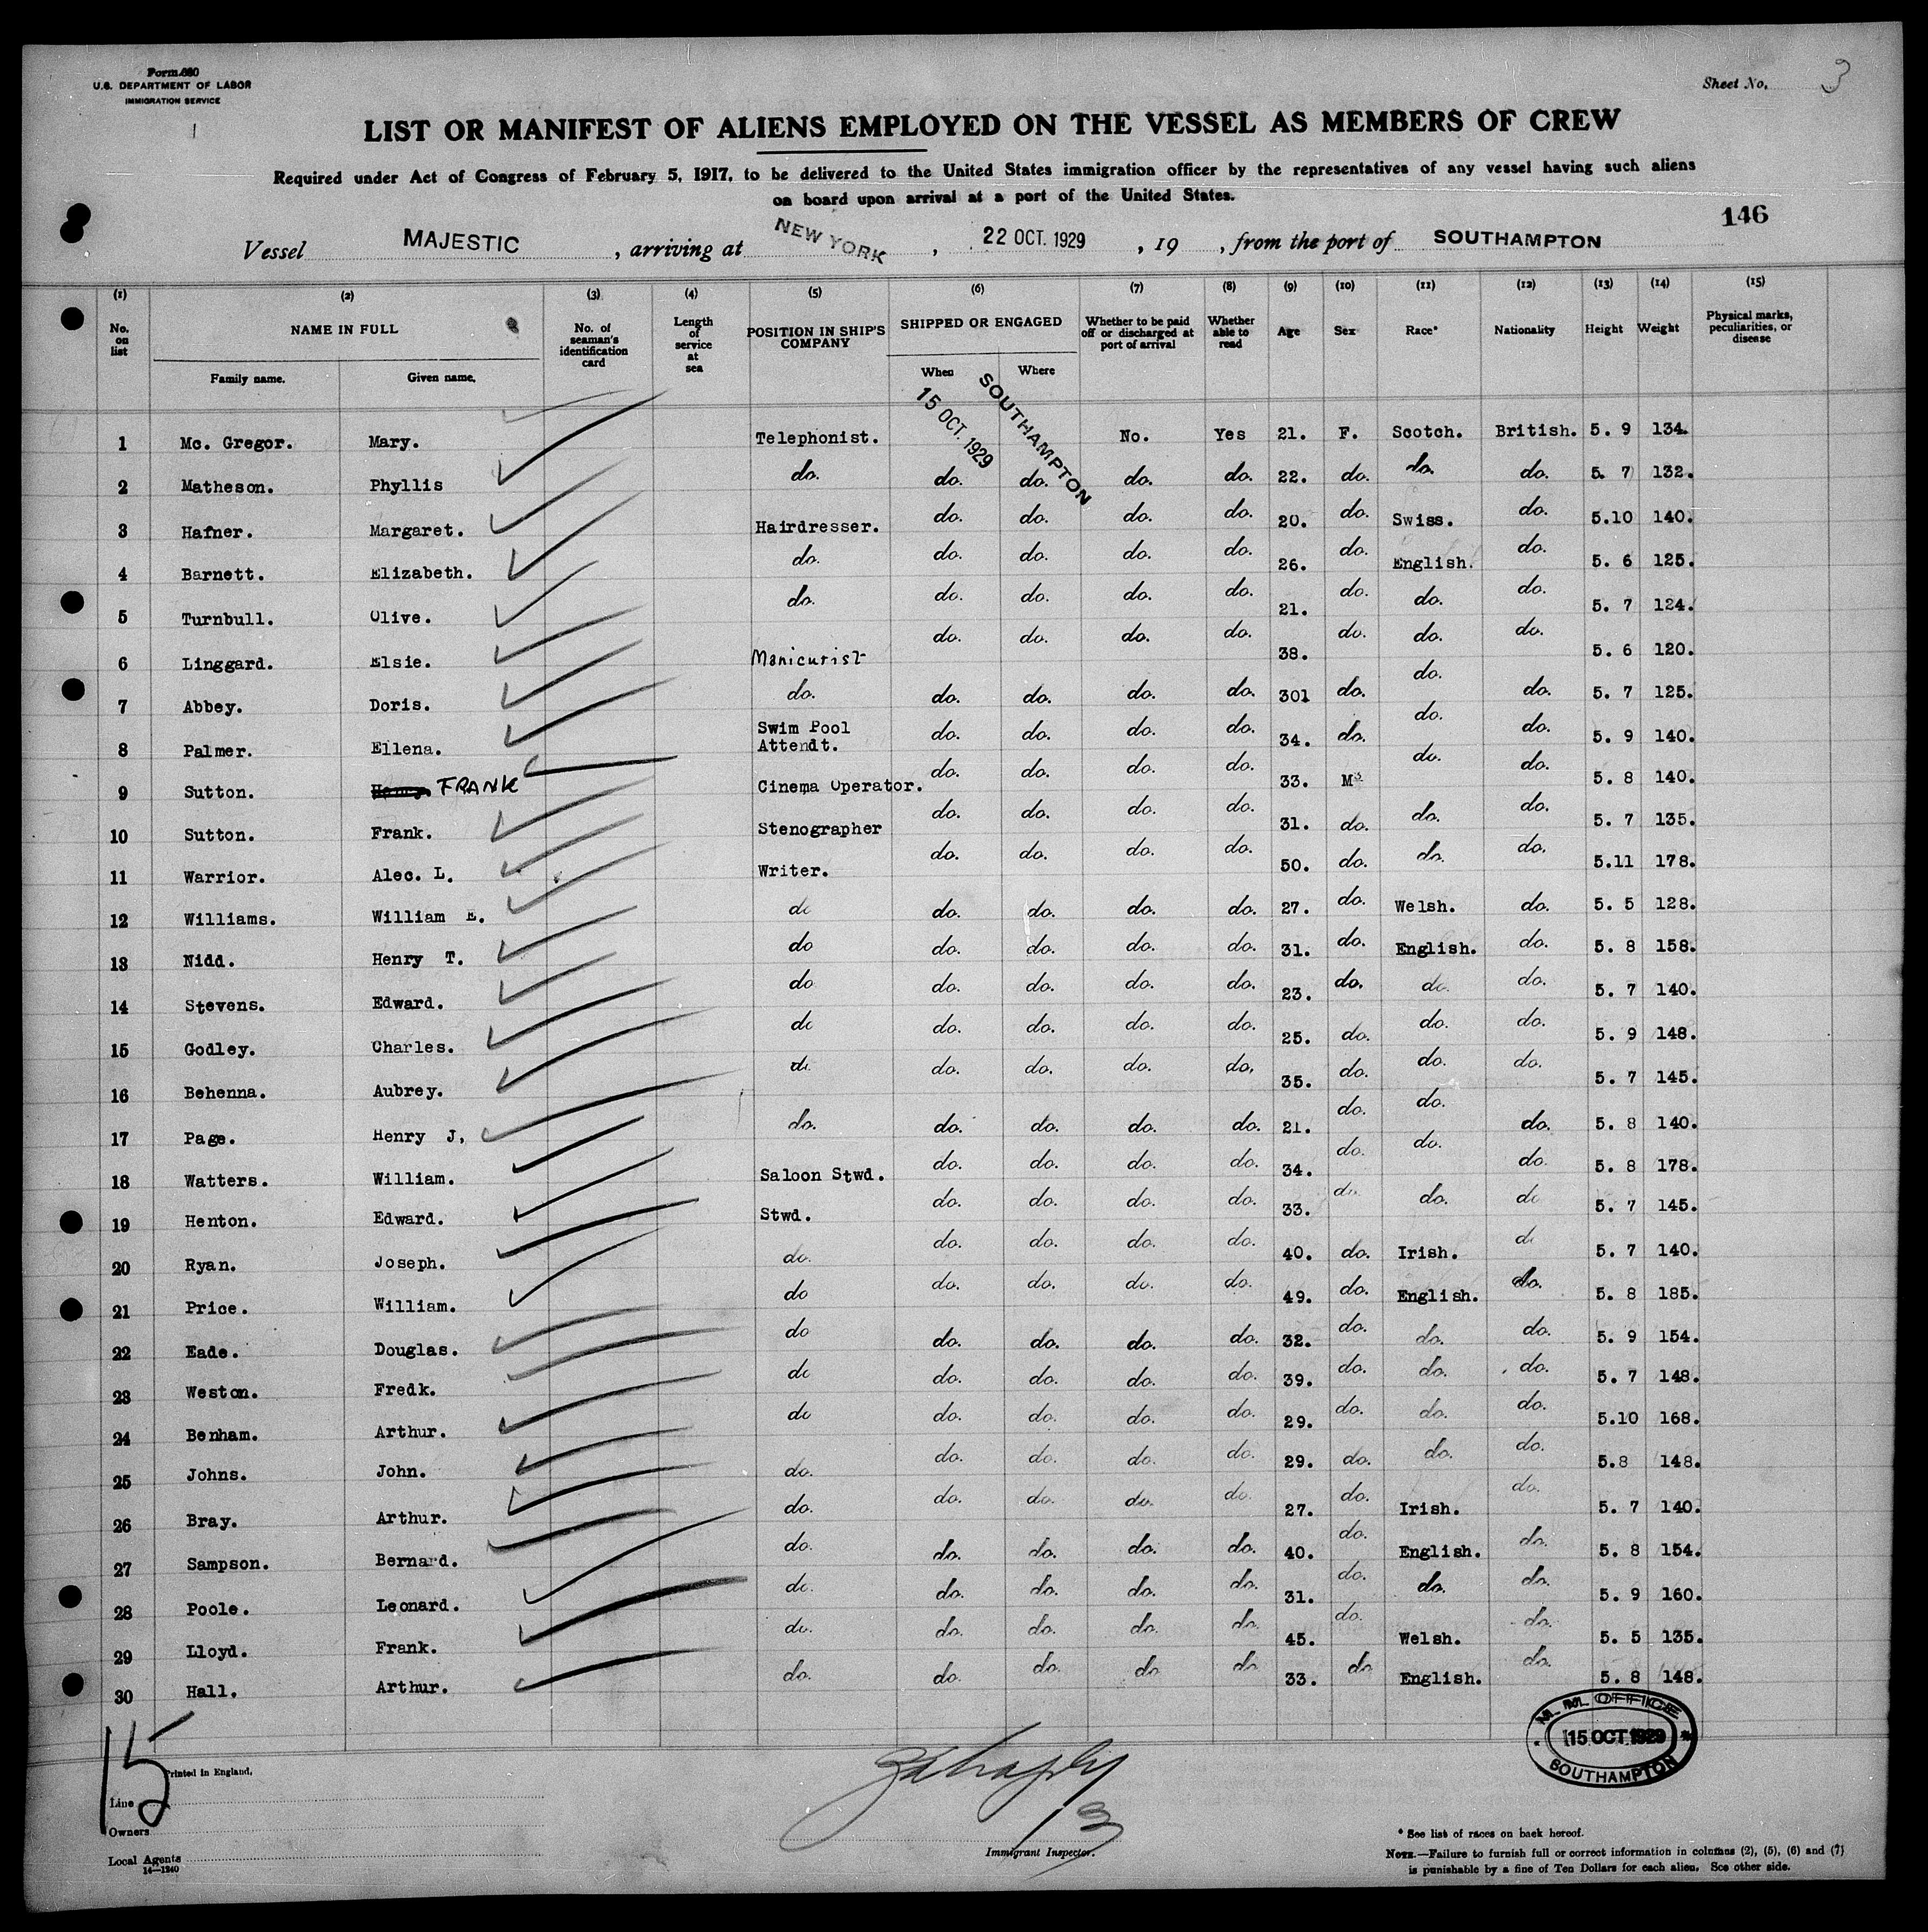 Form 680
U.S. DEPARTMENT OF LABOR
IMMIGRATION SERVICE
Sheet No. 3
LIST OR MANIFEST OF ALIENS EMPLOYED ON THE VESSEL AS MEMBERS OF CREW
Required under Act of Congress of February 5, 1917, to be delivered to the United States immigration officer by the representatives of any vessel having such aliens
on board upon arrival at a port of the United States.
146
Vessel MAJESTIC , arriving at NEW YORK , 22 OCT. 1929 , 19 , from the port of SOUTHAMPTON
(1) (2) (3) (4) (5) (6) (7) (8) (9) (10) (11) (12) (13) (14) (15)
No. on list NAME IN FULL No. of seaman's identification card Length of service at sea POSITION IN SHIP'S COMPANY SHIPPED OR ENGAGED Whether to be paid off or discharged at port of arrival Whether able to read Age Sex Race* Nationality Height Weight Physical marks, peculiarities, or disease
Family name. Given name. When Where
15 OCT. 1929 SOUTHAMPTON
1 Mc. Gregor. Mary. Telephonist. No. Yes 21. F. Scotch. British. 5. 9 134.
2 Matheson. Phyllis do. do. do. do. do. 22. do. do. do. 5. 7 132.
3 Hafner. Margaret. Hairdresser. do. do. do. do. 20. do. Swiss. do. 5.10 140.
4 Barnett. Elizabeth. do. do. do. do. do. 26. do. English. do. 5. 6 125.
5 Turnbull. Olive. do. do. do. do. do. 21. do. do. do. 5. 7 124.
6 Linggard. Elsie. Manicurist do. do. do. do. 38. do. do. do. 5. 6 120.
7 Abbey. Doris. do. do. do. do. do. 301 do. do. do. 5. 7 125.
8 Palmer. Eilena. Swim Pool Attendt. do. do. do. do. 34. do. do. do. 5. 9 140.
9 Sutton. FRANK Cinema Operator. do. do. do. do. 33. M do. do. 5. 8 140.
10 Sutton. Frank. Stenographer do. do. do. do. 31. do. do. do. 5. 7 135.
11 Warrior. Alec. L. Writer. do. do. do. do. 50. do. do. do. 5.11 178.
12 Williams. William E. do do. do. do. do. 27. do. Welsh. do. 5. 5 128.
13 Nidd. Henry T. do do. do. do. do. 31. do. English. do. 5. 8 158.
14 Stevens. Edward. do do. do. do. do. 23. do. do. do. 5. 7 140.
15 Godley. Charles. do do. do. do. do. 25. do. do. do. 5. 9 148.
16 Behenna. Aubrey. do. do. do. do. do. 35. do. do. do. 5. 7 145.
17 Page. Henry J, do. do. do. do. do. 21. do. do. do. 5. 8 140.
18 Watters. William. Saloon Stwd. do. do. do. do. 34. do. do. do. 5. 8 178.
19 Henton. Edward. Stwd. do. do. do. do. 33. do. do. do 5. 7 145.
20 Ryan. Joseph. do. do. do. do. do. 40. do. Irish. do 5. 7 140.
21 Price. William. do do. do. do. do. 49. do. English. do. 5. 8 185.
22 Eade. Douglas. do do. do. do. do. 32. do. do. do. 5. 9 154.
23 Weston. Fredk. do do. do. do. do. 39. do. do. do. 5. 7 148.
24 Benham. Arthur. do do. do. do. do. 29. do. do. do. 5.10 168.
25 Johns. John. do. do. do. do. do. 29. do. do. do. 5.8 148.
26 Bray. Arthur. do. do. do. do. do. 27. do. Irish. do. 5. 7 140.
27 Sampson. Bernard. do. do. do. do. do. 40. do. English. do. 5. 8 154.
28 Poole. Leonard. do. do. do. do. do. 31. do. do. do. 5. 9 160.
29 Lloyd. Frank. do. do. do. do. do. 45. do. Welsh. do. 5. 5 135.
30 Hall. Arthur. do. do. do. do do 33. do English. do. 5. 8 148.
M. M. OFFICE
15 OCT 1929
SOUTHAMPTON
15
Printed in England.
Line
Owners
Local Agents
14—1240
13
Immigrant Inspector.
* See list of races on back hereof.
NOTE.—Failure to furnish full or correct information in columns (2), (5), (6) and (7)
is punishable by a fine of Ten Dollars for each alien. See other side.